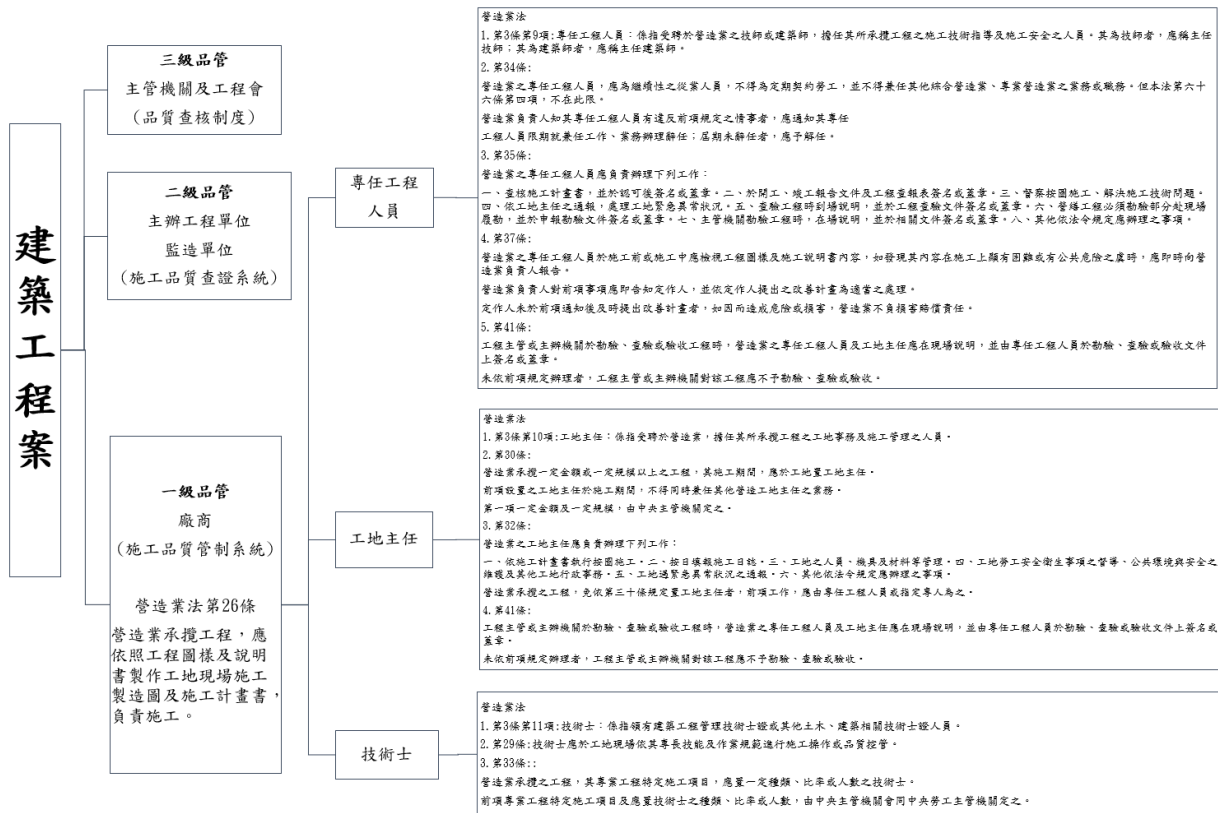 建築工程案
三級品管
主管機關及工程會
(品質查核制度)
二級品管
主辦工程單位
監造單位
(施工品質查證系統)
一級品管
廠商
(施工品質管制系統)
營造業法第26條
營造業承攬工程，應
依照工程圖樣及說明
書製作工地現場施工
製造圖及施工計畫書，
負責施工。
專任工程
人員
營造業法
1.第3條第9項:專任工程人員：係指受聘於營造業之技師或建築師，擔任其所承攬工程之施工技術指導及施工安全之人員。其為技師者，應稱主任
技師；其為建築師者，應稱主任建築師。
2.第34條:
營造業之專任工程人員，應為繼續性之從業人員，不得為定期契約勞工，並不得兼任其他綜合營造業、專業營造業之業務或職務。但本法第六十
六條第四項，不在此限。
營造業負責人知其專任工程人員有違反前項規定之情事者，應通知其專任
工程人員限期就兼任工作、業務辦理辭任；屆期未辭任者，應予解任。
3.第35條:
營造業之專任工程人員應負責辦理下列工作：
一、查核施工計畫書，並於認可後簽名或蓋章。二、於開工、竣工報告文件及工程查報表簽名或蓋章。三、督察按圖施工、解決施工技術問題。
四、依工地主任之通報，處理工地緊急異常狀況。五、查驗工程時到場說明，並於工程查驗文件簽名或蓋章。六、營繕工程必須勘驗部分赴現場
履勘，並於申報勘驗文件簽名或蓋章。七、主管機關勘驗工程時，在場說明，並於相關文件簽名或蓋章。八、其他依法令規定應辦理之事項。
4.第37條:
營造業之專任工程人員於施工前或施工中應檢視工程圖樣及施工說明書內容，如發現其內容在施工上顯有困難或有公共危險之虞時，應即時向營
造業負責人報告。
營造業負責人對前項事項應即告知定作人，並依定作人提出之改善計畫為適當之處理。
定作人未於前項通知後及時提出改善計畫者，如因而造成危險或損害，營造業不負損害賠償責任。
5.第41條:
工程主管或主辦機關於勘驗、查驗或驗收工程時，營造業之專任工程人員及工地主任應在現場說明，並由專任工程人員於勘驗、查驗或驗收文件
上簽名或蓋章。
未依前項規定辦理者，工程主管或主辦機關對該工程應不予勘驗、查驗或驗收。
工地主任
營造業法
1.第3條第10項:工地主任：係指受聘於營造業，擔任其所承攬工程之工地事務及施工管理之人員。
2.第30條:
營造業承攬一定金額或一定規模以上之工程，其施工期間，應於工地置工地主任。
前項設置之工地主任於施工期間，不得同時兼任其他營造工地主任之業務。
第一項一定金額及一定規模，由中央主管機關定之。
3.第32條:
營造業之工地主任應負責辦理下列工作：
一、依施工計畫書執行按圖施工。二、按日填報施工日誌。三、工地之人員、機具及材料等管理。四、工地勞工安全衛生事項之督導、公共環境與安全之
維護及其他工地行政事務。五、工地遇緊急異常狀況之通報。六、其他依法令規定應辦理之事項。
營造業承攬之工程，免依第三十條規定置工地主任者，前項工作，應由專任工程人員或指定專人為之。
4.第41條:
工程主管或主辦機關於勘驗、查驗或驗收工程時，營造業之專任工程人員及工地主任應在現場說明，並由專任工程人員於勘驗、查驗或驗收文件上簽名或
蓋章。
未依前項規定辦理者，工程主管或主辦機關對該工程應不予勘驗、查驗或驗收。
技術士
營造業法
1.第3條第11項:技術士：係指領有建築工程管理技術士證或其他土木、建築相關技術士證人員。
2.第29條:技術士應於工地現場依其專長技能及作業規範進行施工操作或品質控管。
3.第33條::
營造業承攬之工程，其專業工程特定施工項目，應置一定種類、比率或人數之技術士。
前項專業工程特定施工項目及應置技術士之種類、比率或人數，由中央主管機關會同中央勞工主管機關定之。